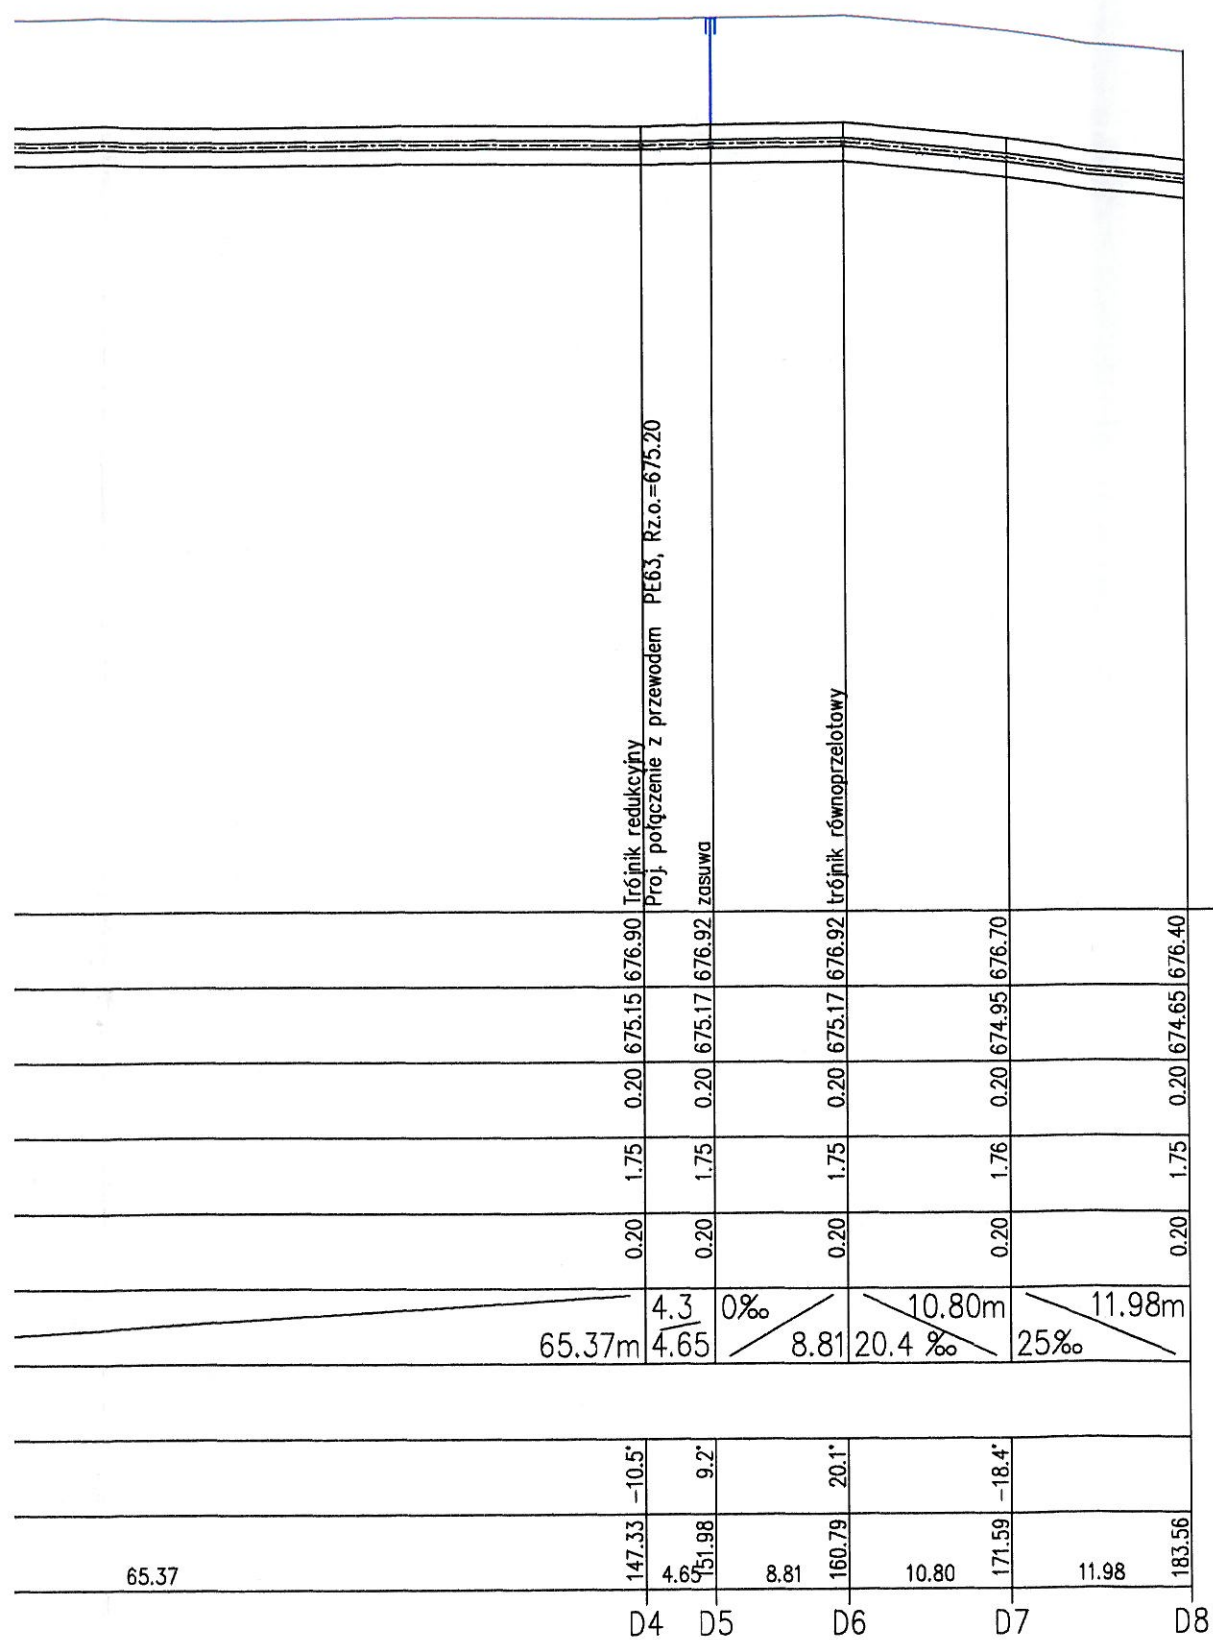 Trójnik redukcyjny
Proj. połączenie z przewodem PE63, Rz.o.=675.20
zasuwa
trójnik równoprzelotowy
676.90 676.92 676.92 676.70 676.40
675.15 675.17 675.17 674.95 674.65
0.20 0.20 0.20 0.20 0.20
1.75 1.75 1.75 1.76 1.75
0.20 0.20 0.20 0.20 0.20
4.3 0‰ 10.80m 11.98m
65.37m 4.65 8.81 20.4 ‰ 25‰
-10.5° 9.2° 20.1° -18.4°
147.33 151.98 160.79 171.59 183.56
65.37 4.65 8.81 10.80 11.98
D4 D5 D6 D7 D8